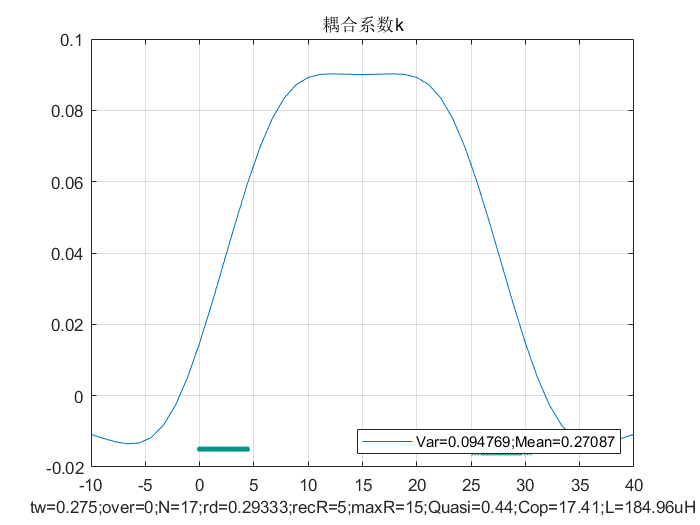 耦合系数k
0.1
0.08
0.06
0.04
0.02
0
-0.02
Var=0.094769;Mean=0.27087
-10 -5 0 5 10 15 20 25 30 35 40
tw=0.275;over=0;N=17;rd=0.29333;recR=5;maxR=15;Quasi=0.44;Cop=17.41;L=184.96uH